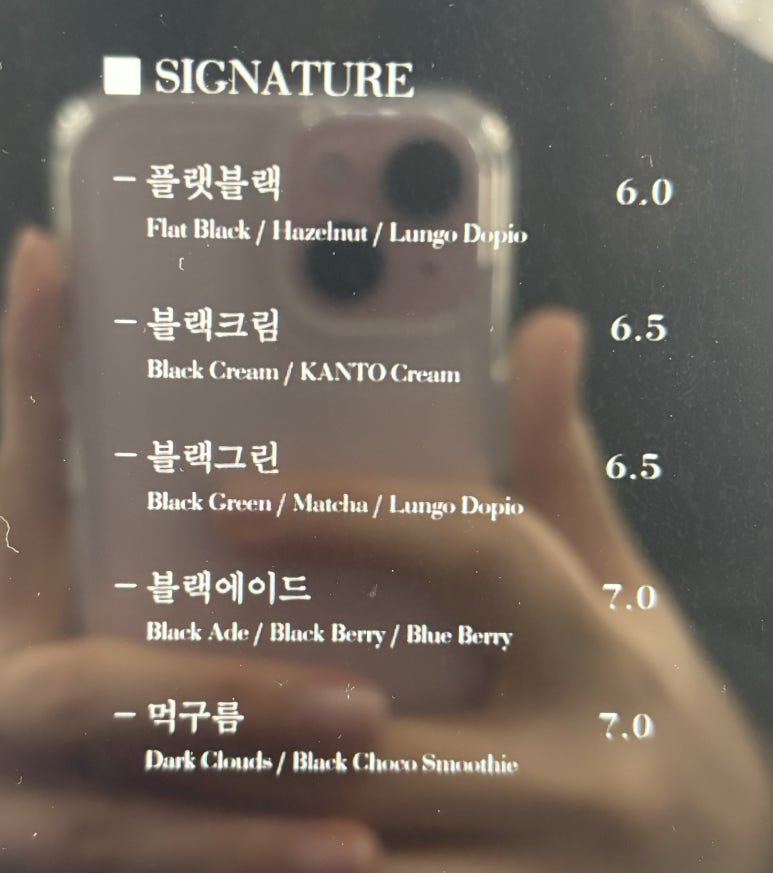 ■ SIGNATURE
– 플랫블랙 6.0
Flat Black / Hazelnut / Lungo Dopio
– 블랙크림 6.5
Black Cream / KANTO Cream
– 블랙그린 6.5
Black Green / Matcha / Lungo Dopio
– 블랙에이드 7.0
Black Ade / Black Berry / Blue Berry
– 먹구름 7.0
Dark Clouds / Black Choco Smoothie